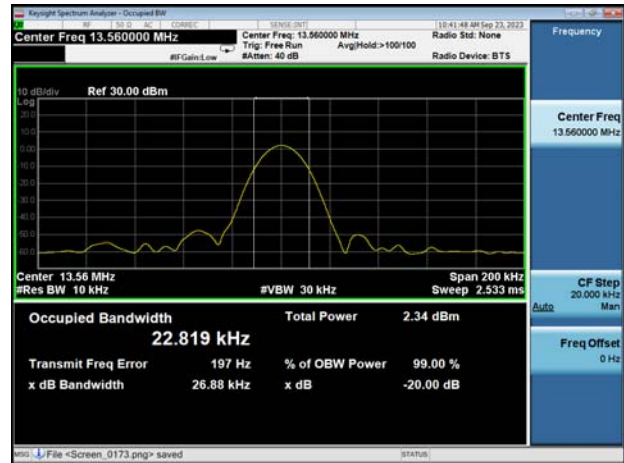 Keysight Spectrum Analyzer - Occupied BW
RF 50 Ω AC CORREC SENSE:INT 10:41:48 AM Sep 23, 2023
Center Freq 13.560000 MHz
Center Freq: 13.560000 MHz
Radio Std: None
Trig: Free Run Avg|Hold:>100/100
#IFGain:Low #Atten: 40 dB Radio Device: BTS
10 dB/div Ref 30.00 dBm
Log
20.0
10.0
0.00
-10.0
-20.0
-30.0
-40.0
-50.0
-60.0
Center 13.56 MHz Span 200 kHz
#Res BW 10 kHz #VBW 30 kHz Sweep 2.533 ms
Occupied Bandwidth Total Power 2.34 dBm
22.819 kHz
Transmit Freq Error 197 Hz % of OBW Power 99.00 %
x dB Bandwidth 26.88 kHz x dB -20.00 dB
MSG File <Screen_0173.png> saved STATUS
Frequency
Center Freq
13.560000 MHz
CF Step
20.000 kHz
Auto Man
Freq Offset
0 Hz